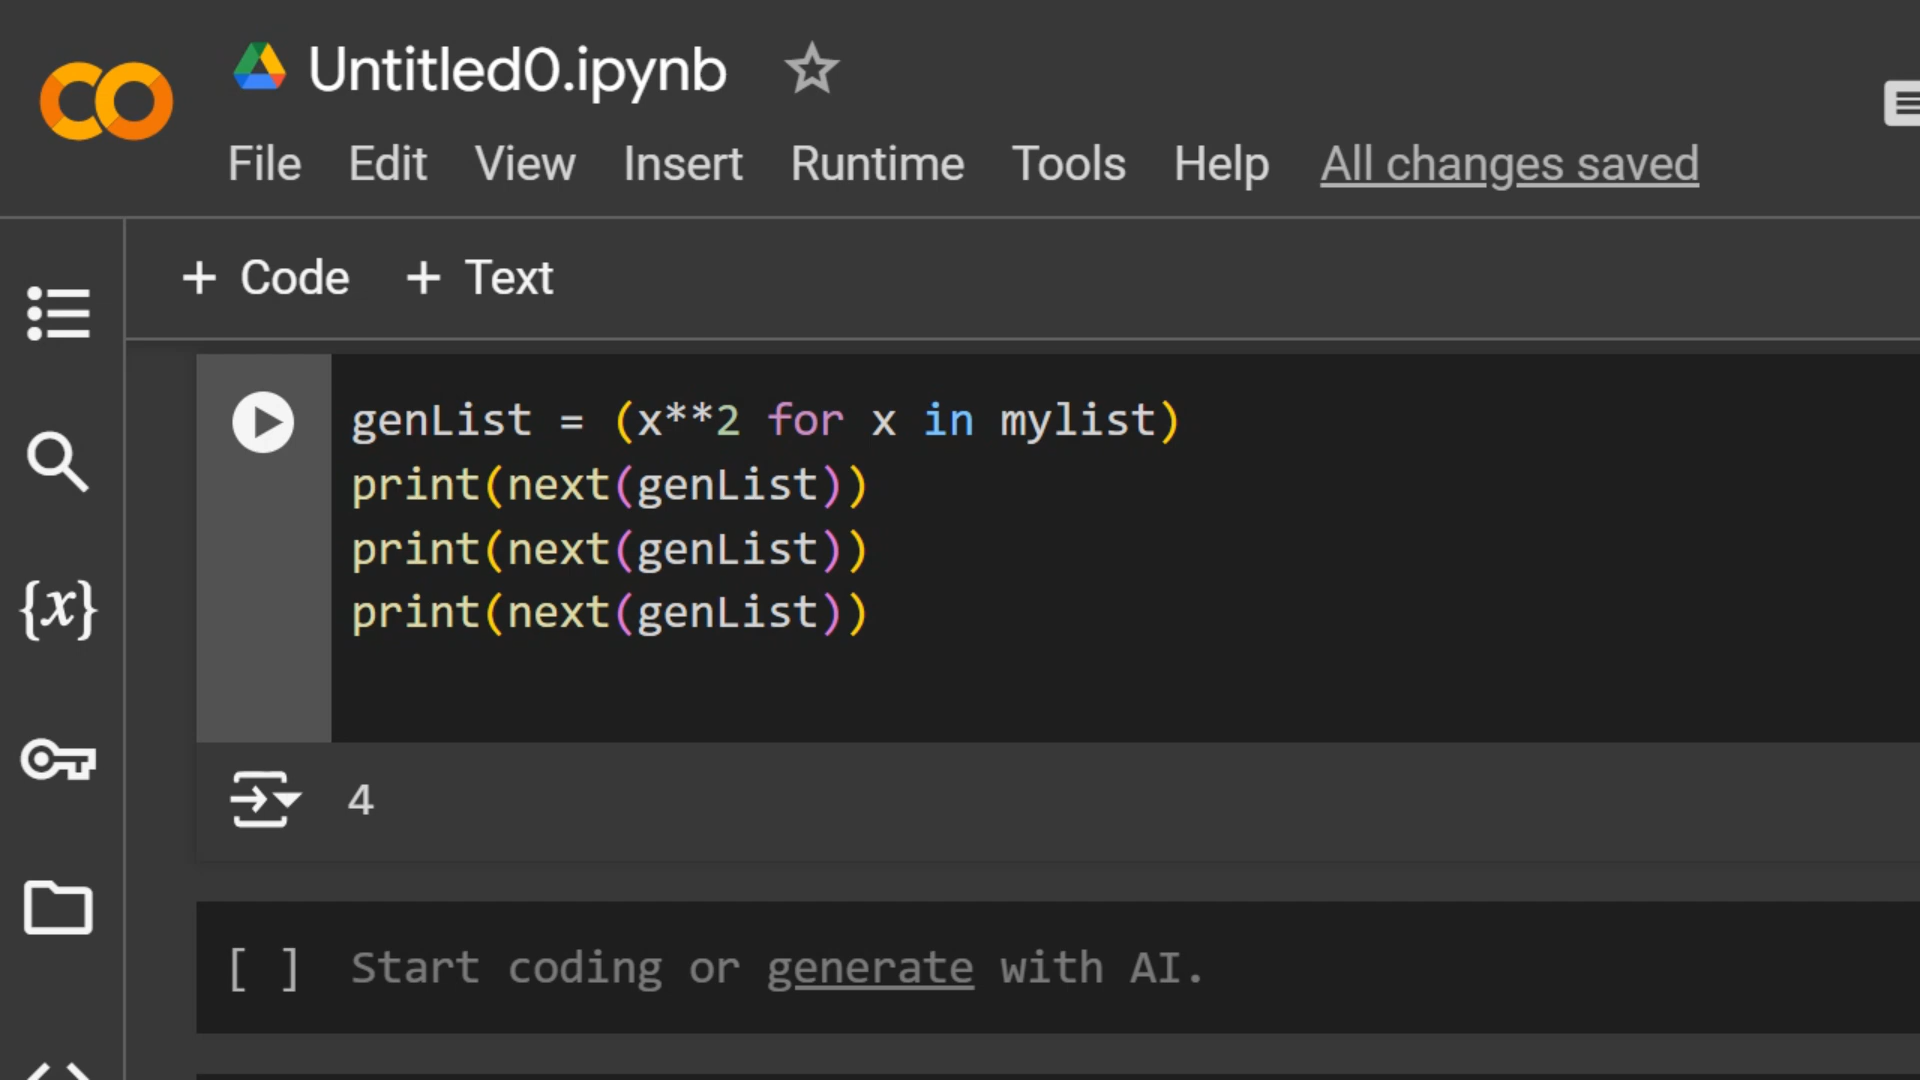 Untitled0.ipynb
File Edit View Insert Runtime Tools Help All changes saved
+ Code + Text
genList = (x**2 for x in mylist)
print(next(genList))
print(next(genList))
print(next(genList))
{x}
4
[ ] Start coding or generate with AI.